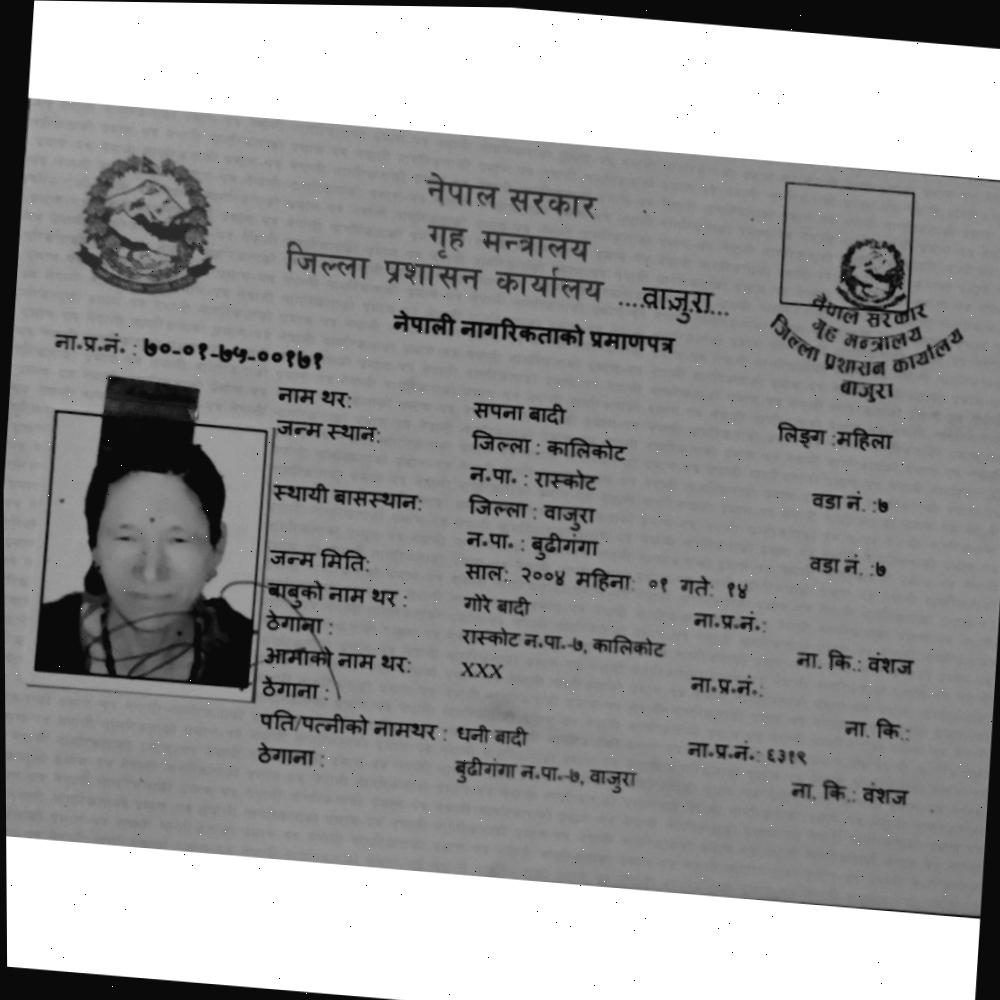 नेपाल सरकार
गृह मन्त्रालय
जिल्ला प्रशासन कार्यालय ....वाजुरा...
नेपाली नागरिकताको प्रमाणपत्र
नेपाल सरकार
गृह मन्त्रालय
जिल्ला प्रशासन कार्यालय
बाजुरा
ना.प्र.नं. : ७०-०१-७५-००१७१
नाम थर: सपना बादी लिङ्ग :महिला
जन्म स्थान: जिल्ला : कालिकोट
न.पा. : रास्कोट वडा नं. :७
स्थायी बासस्थान: जिल्ला : वाजुरा
न.पा. : बुढीगंगा वडा नं. :७
जन्म मिति: साल: २००४ महिना: ०१ गते: १४
बाबुको नाम थर : गोरे बादी ना.प्र.नं.:
ठेगाना : रास्कोट न.पा.-७, कालिकोट ना. कि.: वंशज
आमाको नाम थर: XXX ना.प्र.नं.:
ठेगाना : ना. कि.:
पति/पत्नीको नामथर : धनी बादी ना.प्र.नं.: ६३१९
ठेगाना : बुढीगंगा न.पा.-७, वाजुरा ना. कि.: वंशज